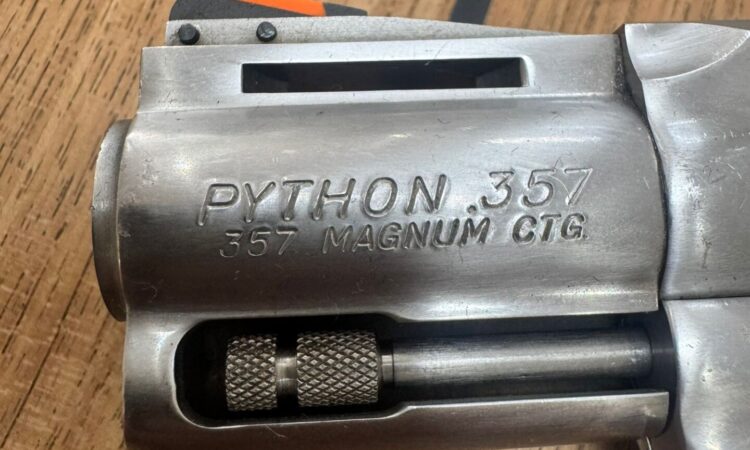 PYTHON .357
357 MAGNUM CTG.